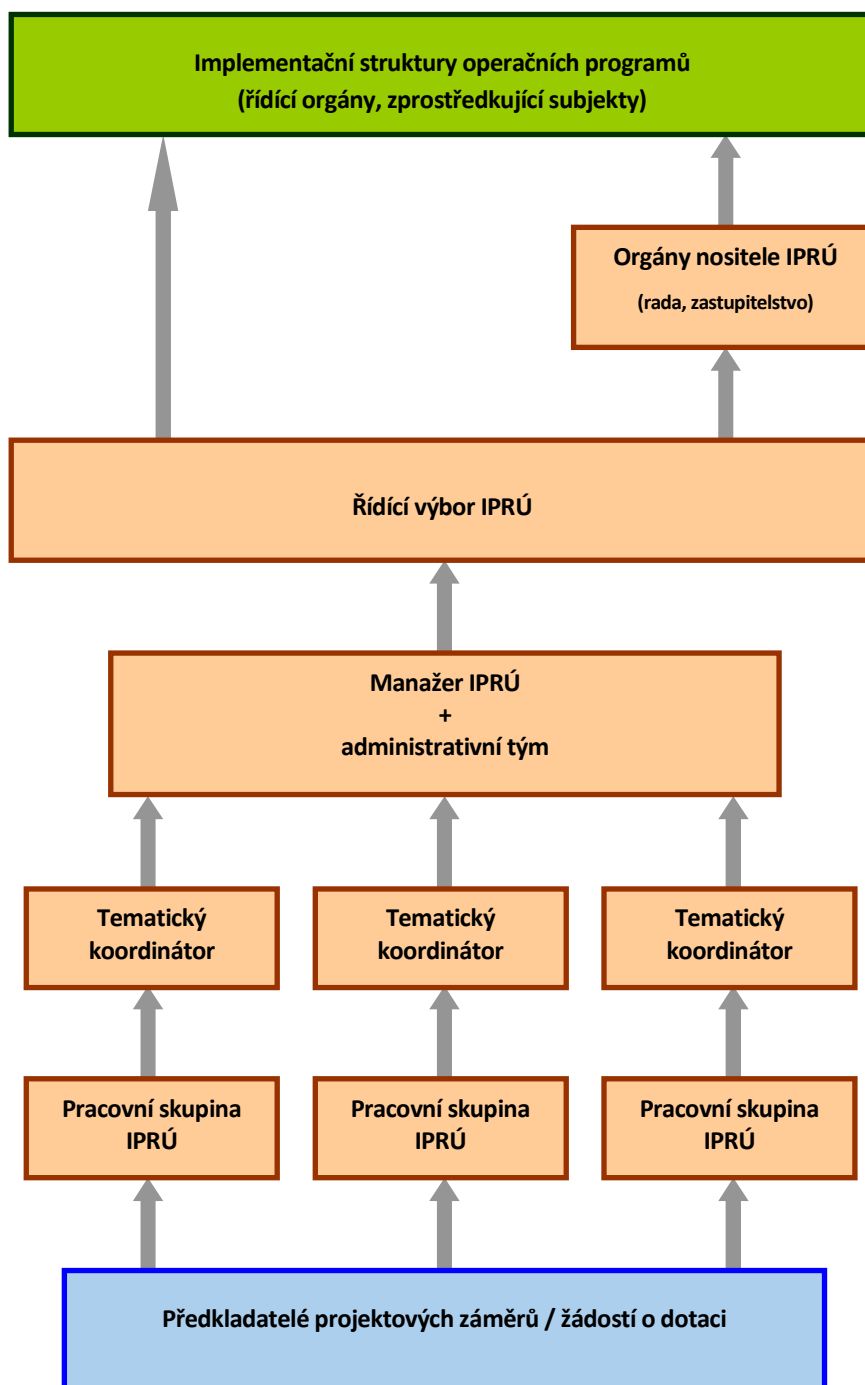 Implementační struktury operačních programů
(řídící orgány, zprostředkující subjekty)
Orgány nositele IPRÚ
(rada, zastupitelstvo)
Řídící výbor IPRÚ
Manažer IPRÚ
+
administrativní tým
Tematický
koordinátor
Tematický
koordinátor
Tematický
koordinátor
Pracovní skupina
IPRÚ
Pracovní skupina
IPRÚ
Pracovní skupina
IPRÚ
Předkladatelé projektových záměrů / žádostí o dotaci